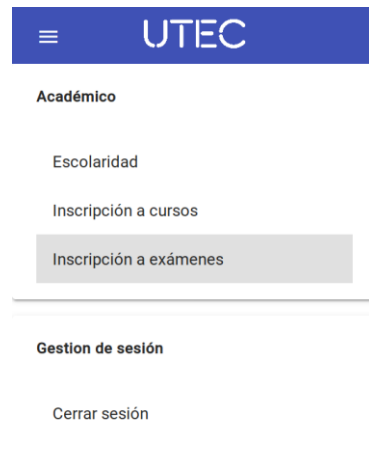 UTEC
Académico
Escolaridad
Inscripción a cursos
Inscripción a exámenes
Gestion de sesión
Cerrar sesión